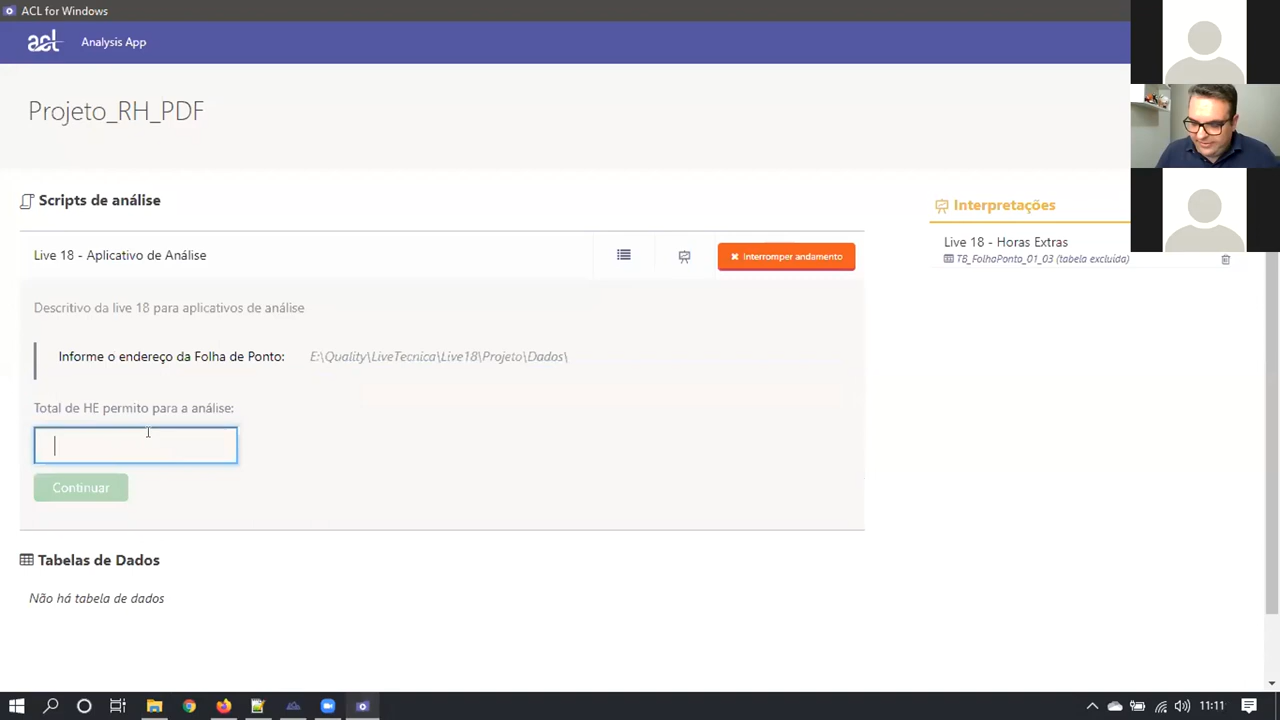 ACL for Windows
acl Analysis App
Projeto_RH_PDF
Scripts de análise
Interpretações
Live 18 - Aplicativo de Análise
Interromper andamento
Live 18 - Horas Extras
TB_FolhaPonto_01_03 (tabela excluída)
Descritivo da live 18 para aplicativos de análise
Informe o endereço da Folha de Ponto: E:\Quality\LiveTecnica\Live18\Projeto\Dados\
Total de HE permito para a análise:
Continuar
Tabelas de Dados
Não há tabela de dados
11:11